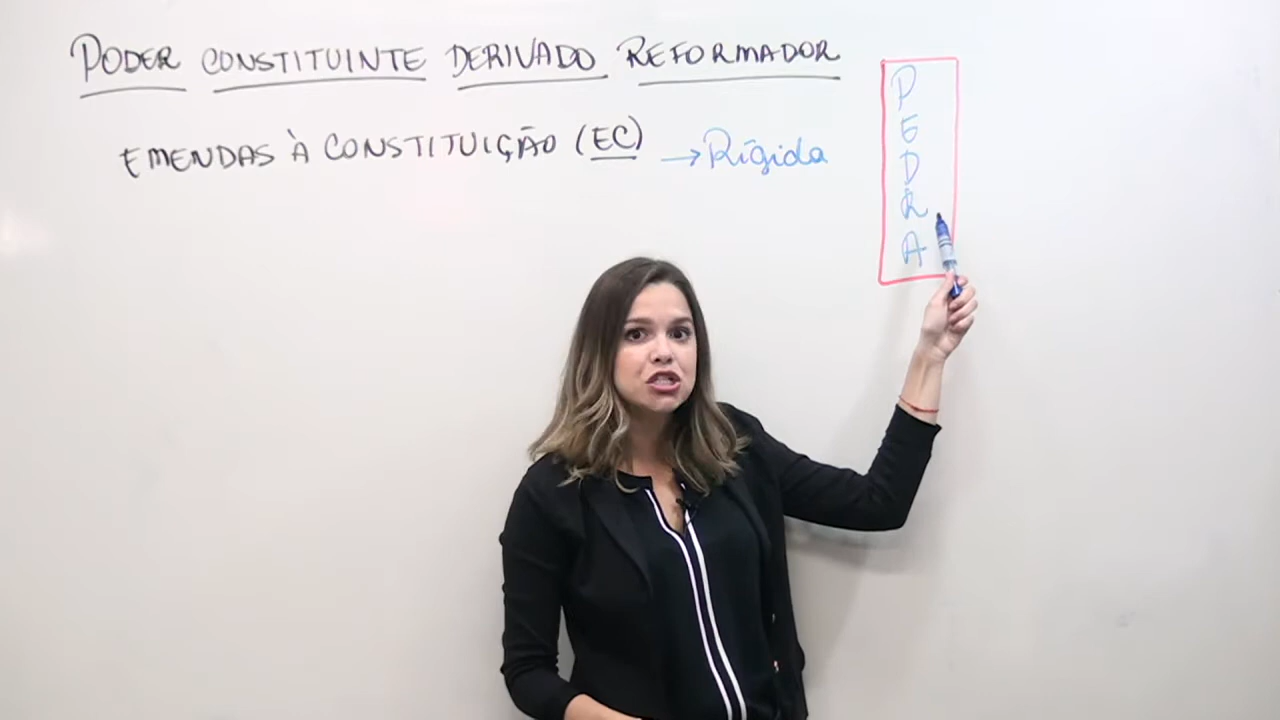 PODER CONSTITUINTE DERIVADO REFORMADOR
EMENDAS À CONSTITUIÇÃO (EC) → Rígida
P
E
D
R
A